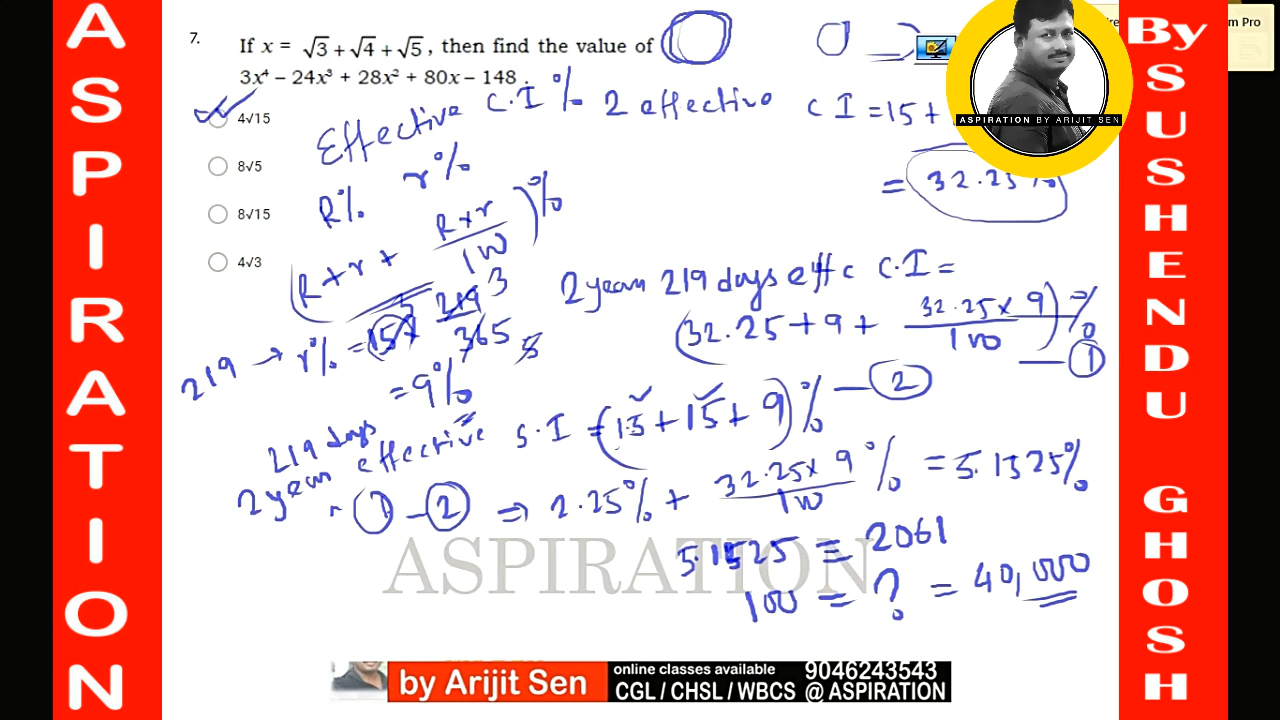 ASPIRATION
7. If x = √3 + √4 + √5, then find the value of
3x⁴ − 24x³ + 28x² + 80x − 148.
4√15
8√5
8√15
4√3
Effective C.I %
R% r%
(R + r + R×r/100)%
2 effective C I = 15 +
= 32.25 %
219 → r% = 15 × 219 3 / 365 5
= 9%
2 year 219 days effc C.I =
(32.25 + 9 + 32.25 × 9/100)% — ①
219 days
2 year effective S.I = (15 + 15 + 9)% — ②
① − ② ⇒ 2.25% + 32.25 × 9/100 % = 5.1525%
5.1525 ≡ 2061
100 = ? = 40,000
ASPIRATION
ASPIRATION BY ARIJIT SEN
m Pro
By SUSHENDU GHOSH
by Arijit Sen
online classes available 9046243543
CGL / CHSL / WBCS @ ASPIRATION